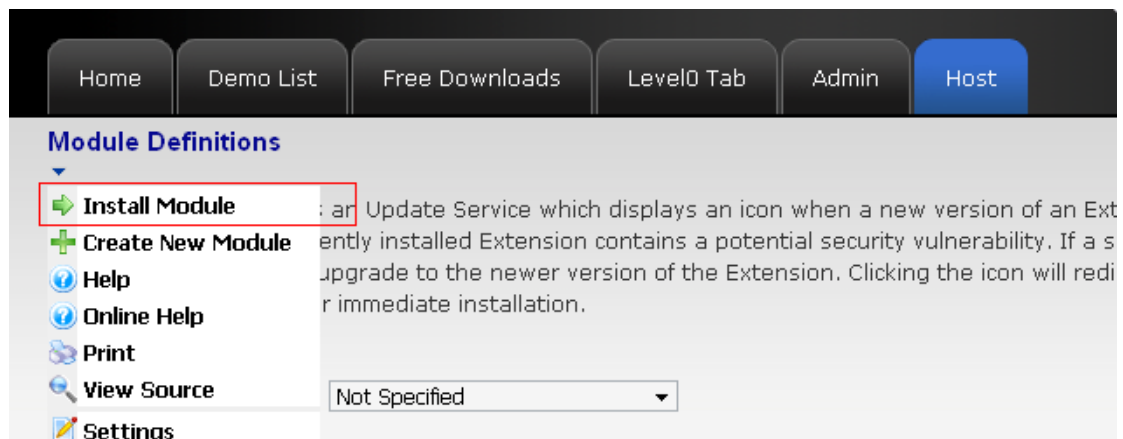 Home Demo List Free Downloads Level0 Tab Admin Host
Module Definitions
Install Module
: an Update Service which displays an icon when a new version of an Ext
Create New Module
ently installed Extension contains a potential security vulnerability. If a s
Help
upgrade to the newer version of the Extension. Clicking the icon will redi
Online Help
r immediate installation.
Print
View Source
Not Specified
Settings